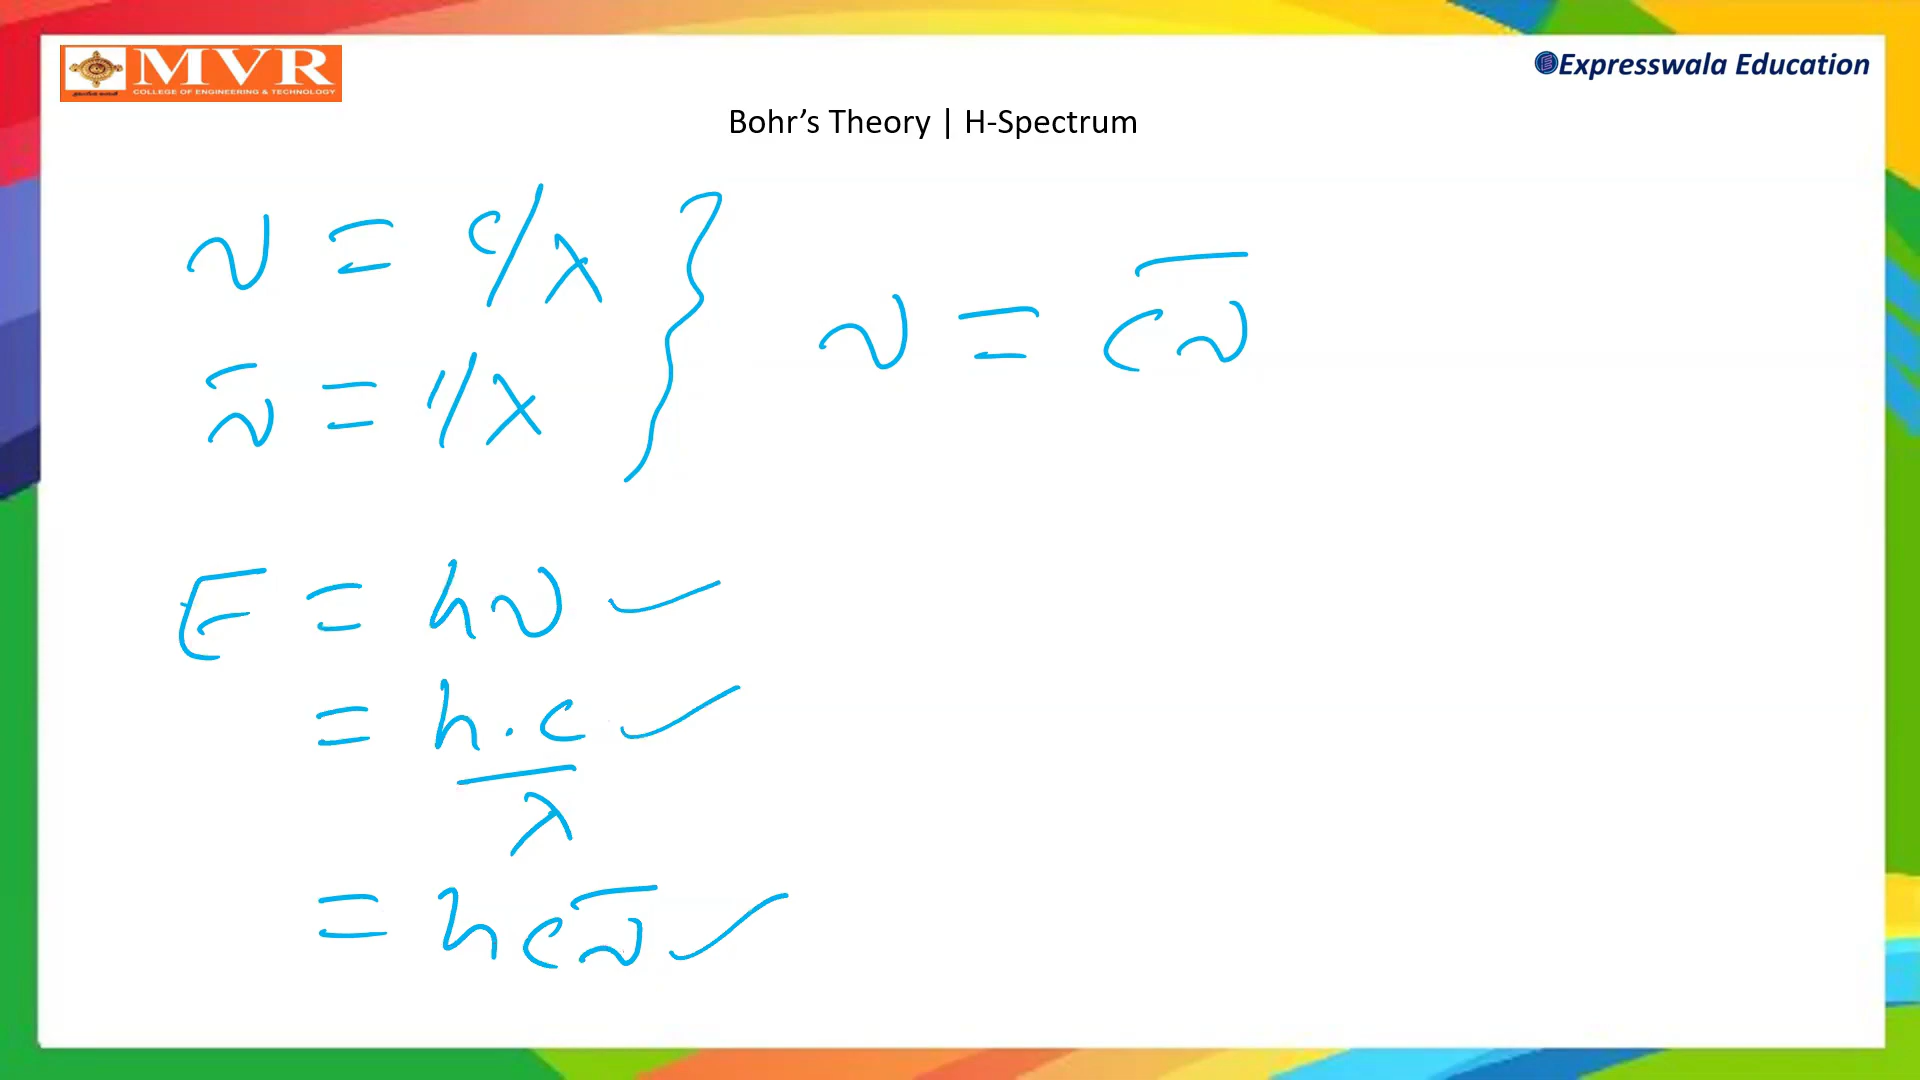 MVR
COLLEGE OF ENGINEERING & TECHNOLOGY
Expresswala Education
Bohr’s Theory | H-Spectrum
ν = c/λ
ν̄ = 1/λ
ν = cν̄
E = hν
= h.c
λ
= hcν̄